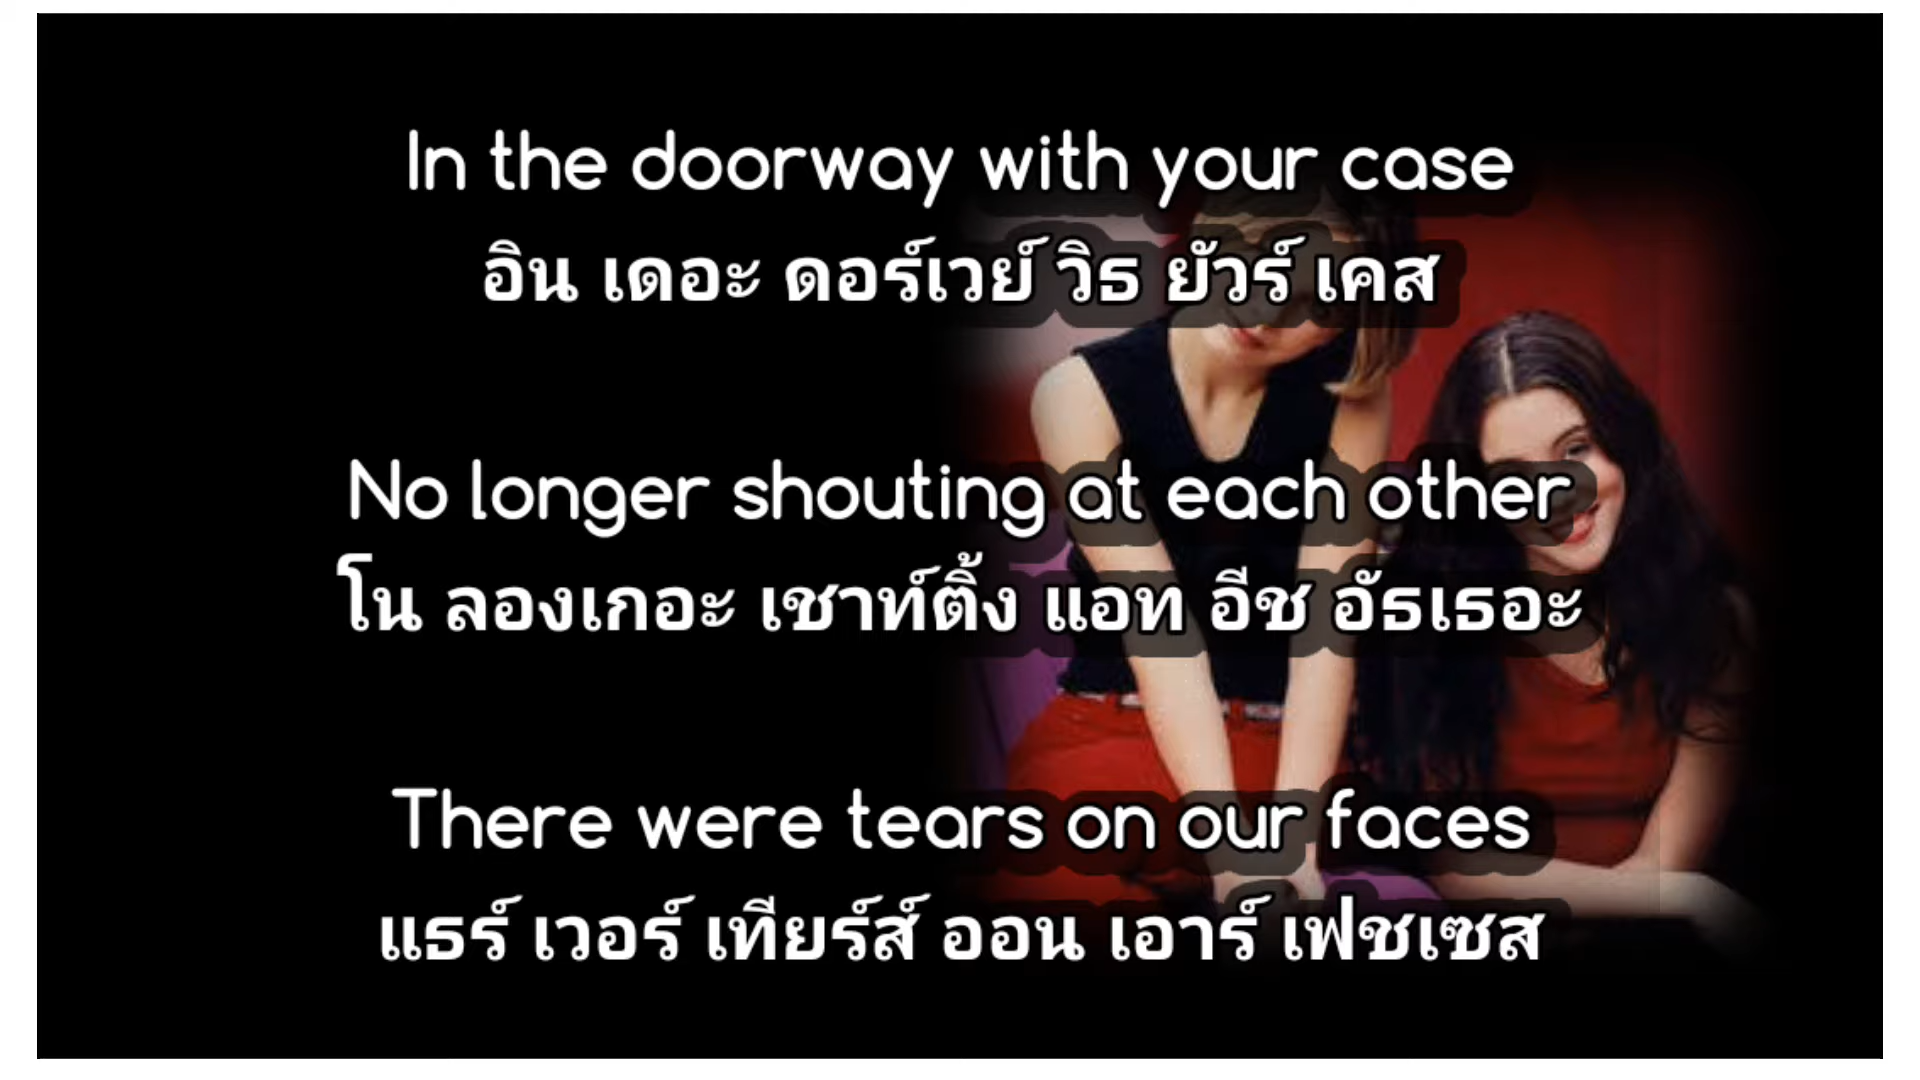 In the doorway with your case
อิน เดอะ ดอร์เวย์ วิธ ยัวร์ เคส
No longer shouting at each other
โน ลองเกอะ เชาท์ติ้ง แอท อีช อัธเธอะ
There were tears on our faces
แธร์ เวอร์ เทียร์ส์ ออน เอาร์ เฟชเซส